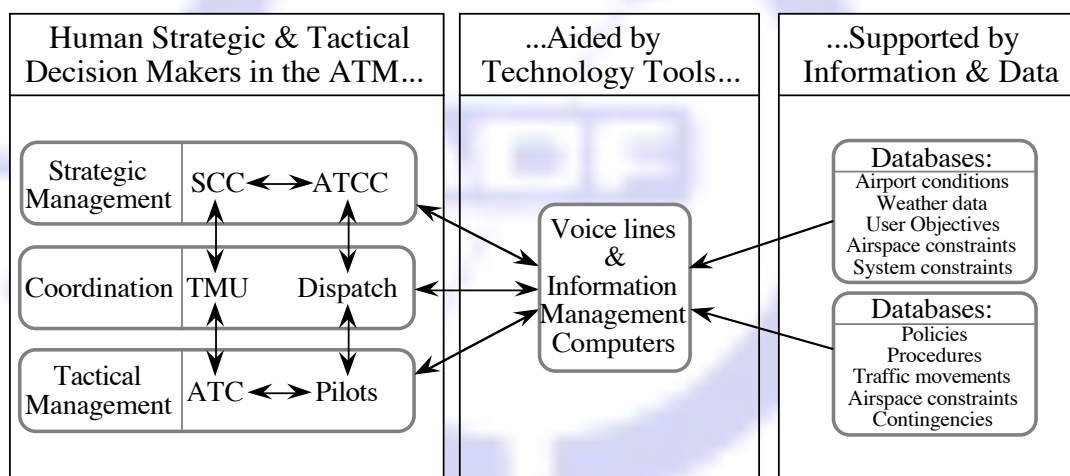 Human Strategic & Tactical
Decision Makers in the ATM...
...Aided by
Technology Tools...
...Supported by
Information & Data
Strategic
Management
SCC
ATCC
Coordination
TMU
Dispatch
Tactical
Management
ATC
Pilots
Voice lines
&
Information
Management
Computers
Databases:
Airport conditions
Weather data
User Objectives
Airspace constraints
System constraints
Databases:
Policies
Procedures
Traffic movements
Airspace constraints
Contingencies